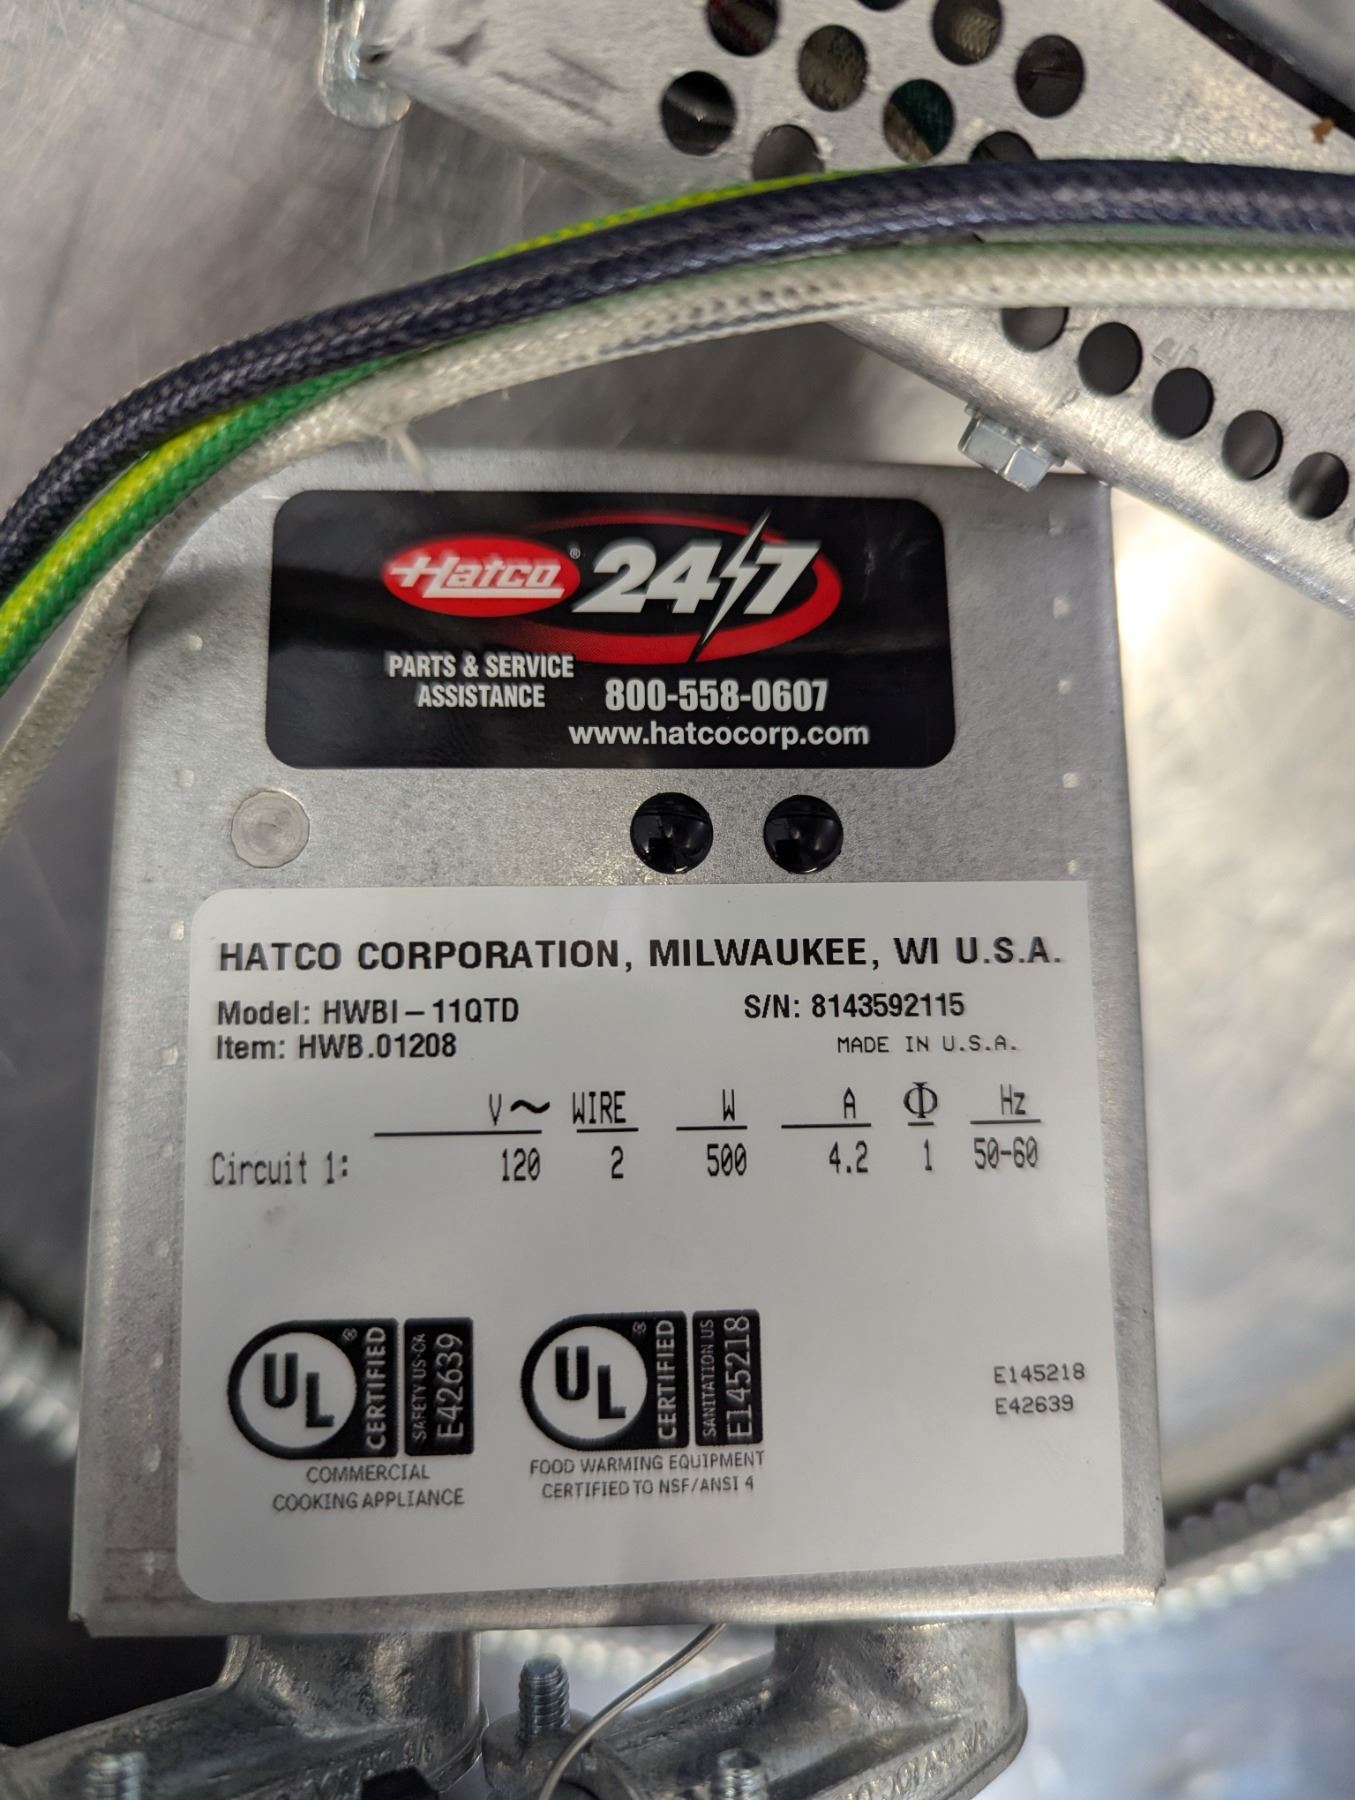 Hatco® 24/7
PARTS & SERVICE
ASSISTANCE
800-558-0607
www.hatcocorp.com
HATCO CORPORATION, MILWAUKEE, WI U.S.A.
Model: HWBI-11QTD
S/N: 8143592115
Item: HWB.01208
MADE IN U.S.A.
V~ WIRE W A Φ Hz
Circuit 1: 120 2 500 4.2 1 50-60
UL ® CERTIFIED SAFETY US-CA E42639
COMMERCIAL
COOKING APPLIANCE
UL ® CERTIFIED SANITATION US E145218
FOOD WARMING EQUIPMENT
CERTIFIED TO NSF/ANSI 4
E145218
E42639